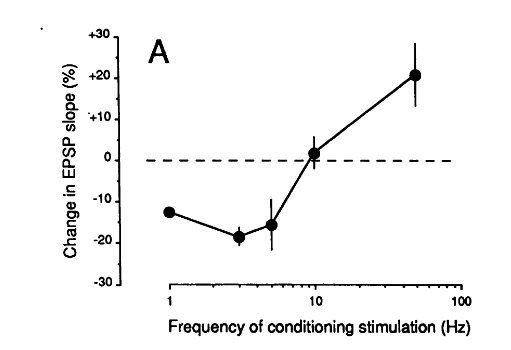 A
+30
+20
+10
0
-10
-20
-30
Change in EPSP slope (%)
1 10 100
Frequency of conditioning stimulation (Hz)